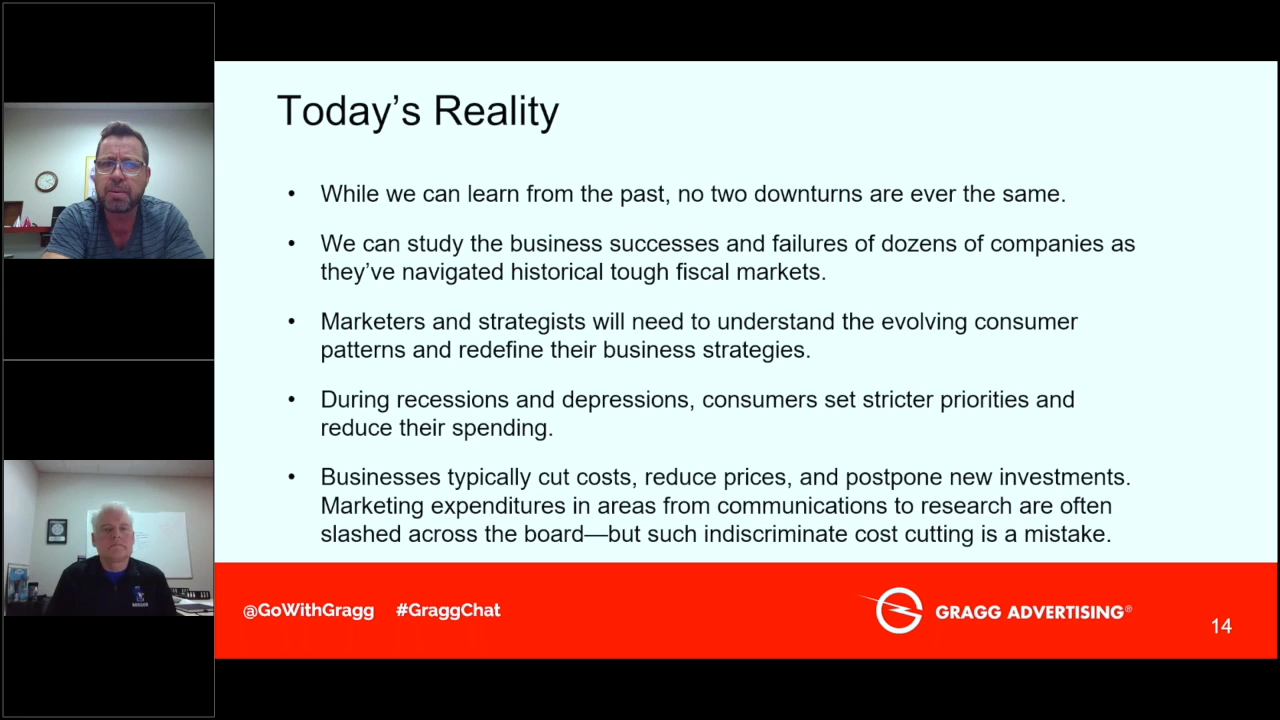 Today's Reality
• While we can learn from the past, no two downturns are ever the same.
• We can study the business successes and failures of dozens of companies as
they've navigated historical tough fiscal markets.
• Marketers and strategists will need to understand the evolving consumer
patterns and redefine their business strategies.
• During recessions and depressions, consumers set stricter priorities and
reduce their spending.
• Businesses typically cut costs, reduce prices, and postpone new investments.
Marketing expenditures in areas from communications to research are often
slashed across the board—but such indiscriminate cost cutting is a mistake.
@GoWithGragg #GraggChat
GRAGG ADVERTISING®
14